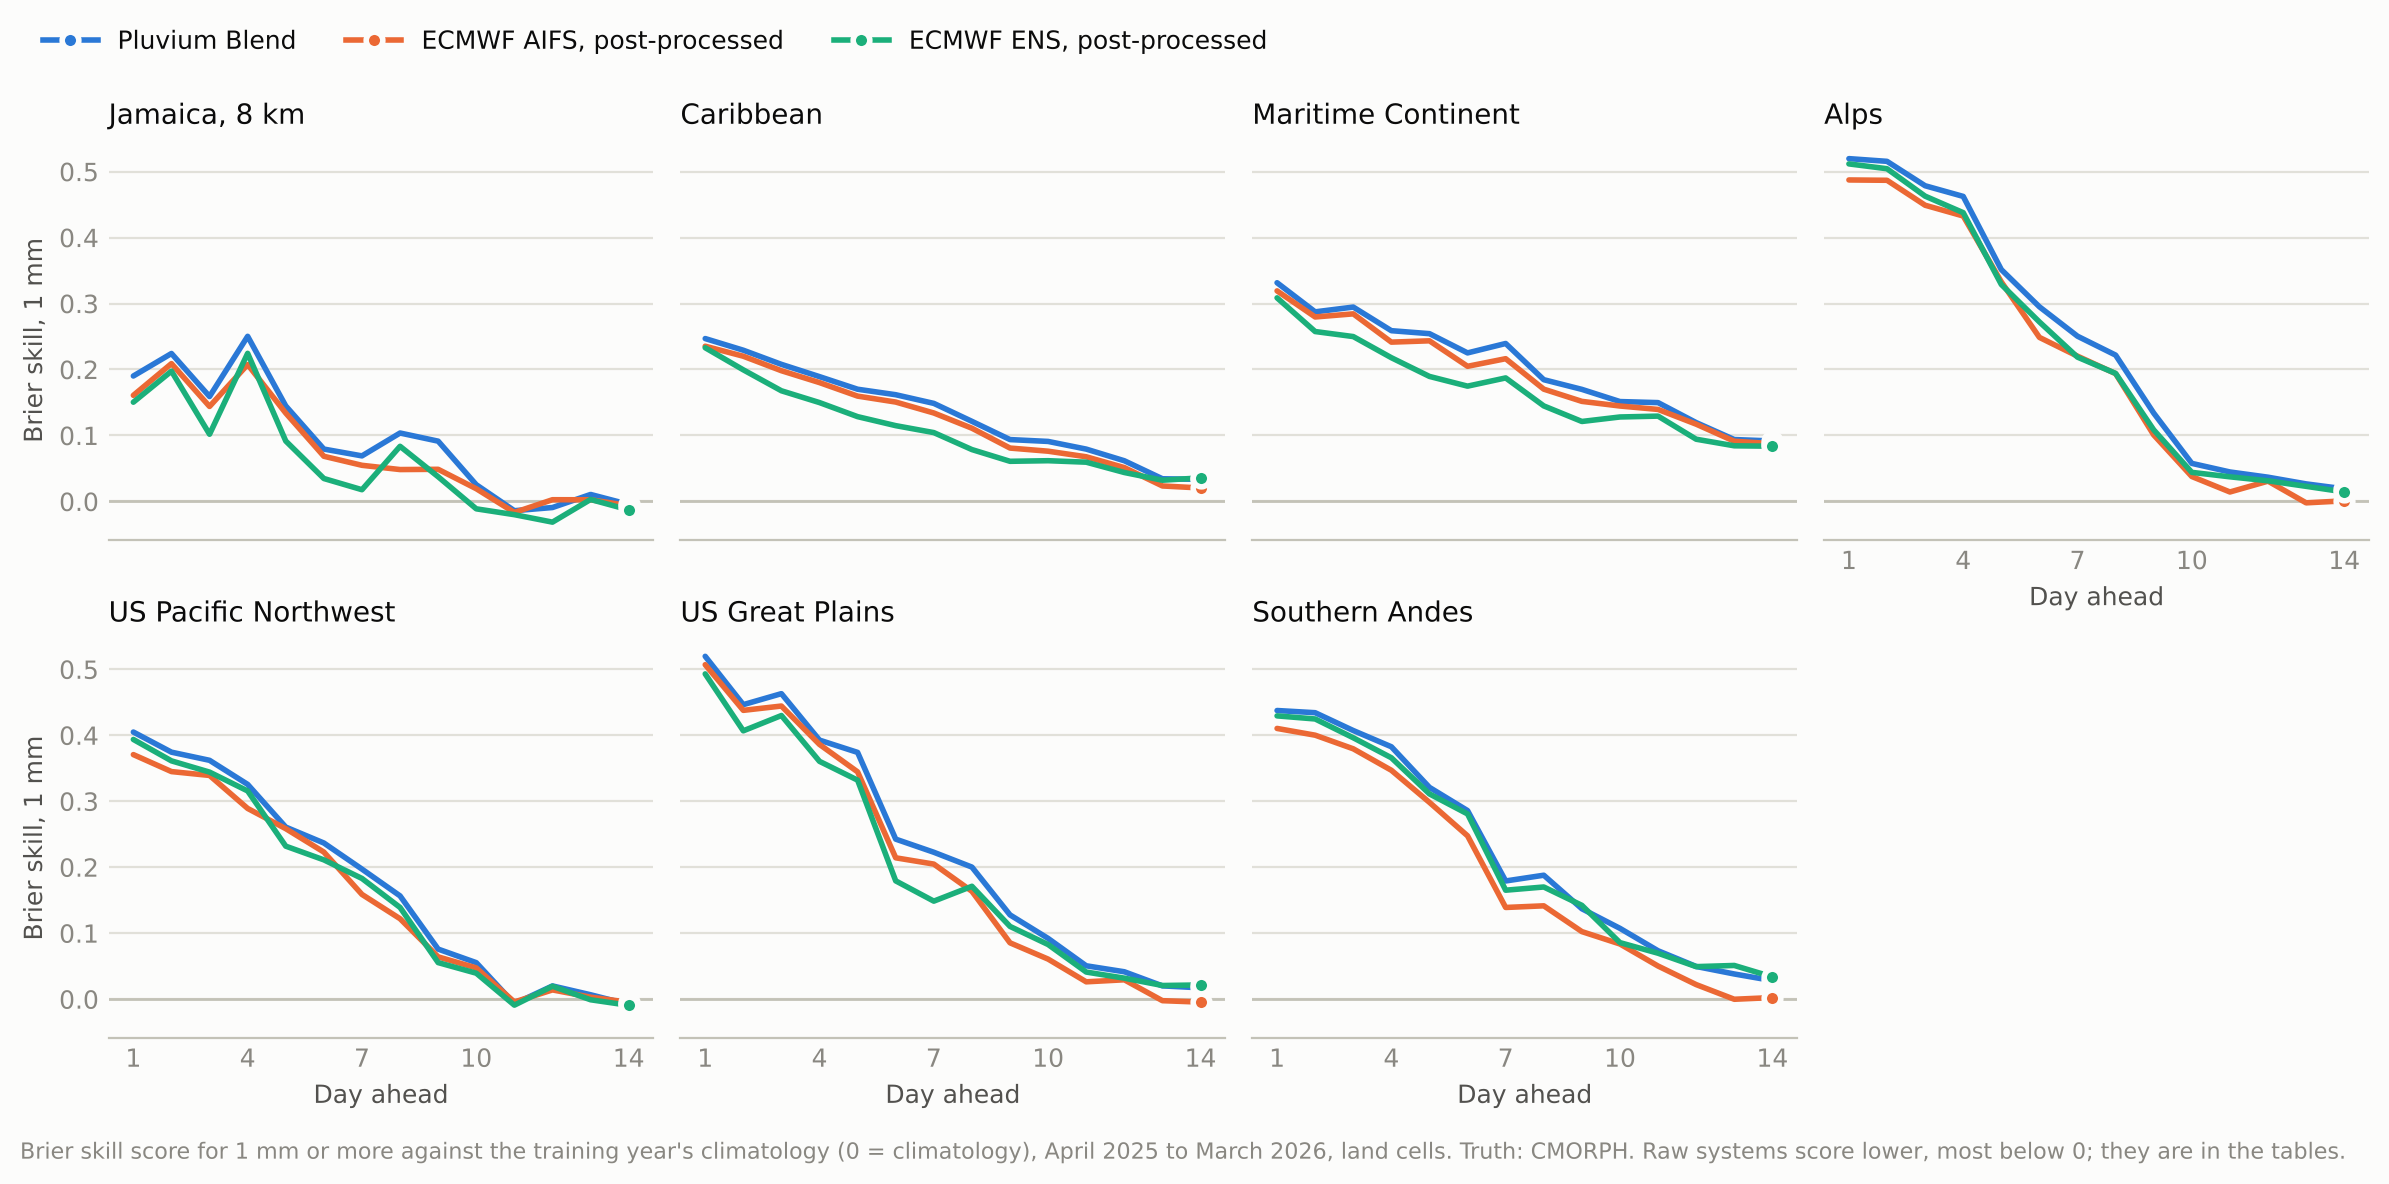 Pluvium Blend
ECMWF AIFS, post-processed
ECMWF ENS, post-processed
Jamaica, 8 km
Caribbean
Maritime Continent
Alps
Brier skill, 1 mm
0.5
0.4
0.3
0.2
0.1
0.0
1 4 7 10 14
Day ahead
US Pacific Northwest
US Great Plains
Southern Andes
Brier skill, 1 mm
0.5
0.4
0.3
0.2
0.1
0.0
1 4 7 10 14
1 4 7 10 14
1 4 7 10 14
Day ahead
Day ahead
Day ahead
Brier skill score for 1 mm or more against the training year's climatology (0 = climatology), April 2025 to March 2026, land cells. Truth: CMORPH. Raw systems score lower, most below 0; they are in the tables.